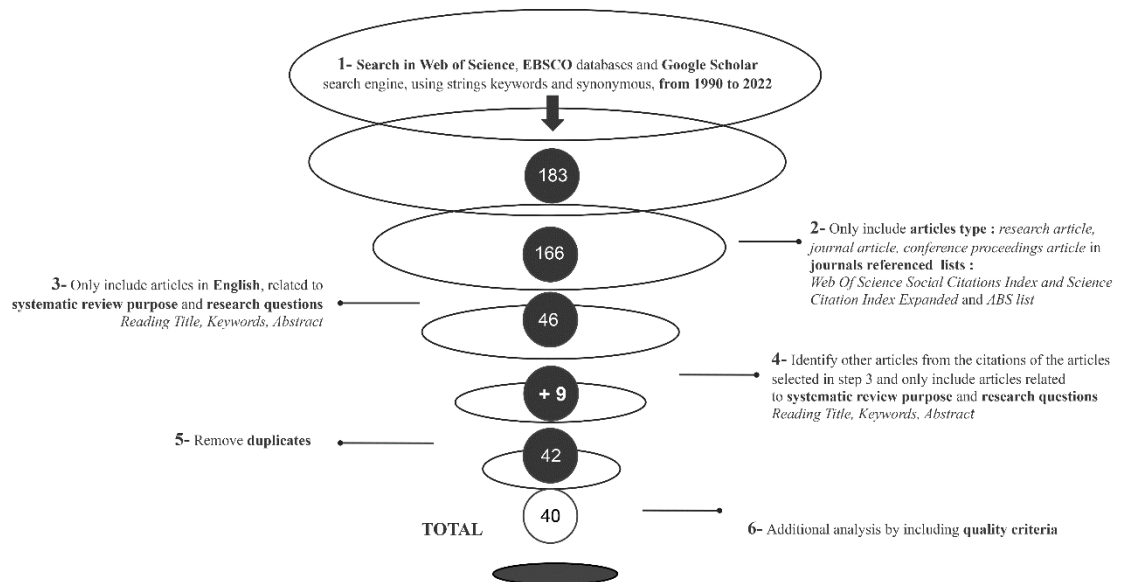 1- Search in Web of Science, EBSCO databases and Google Scholar
search engine, using strings keywords and synonymous, from 1990 to 2022
183
166
2- Only include articles type : research article,
journal article, conference proceedings article in
journals referenced lists :
Web Of Science Social Citations Index and Science
Citation Index Expanded and ABS list
3- Only include articles in English, related to
systematic review purpose and research questions
Reading Title, Keywords, Abstract
46
4- Identify other articles from the citations of the articles
selected in step 3 and only include articles related
to systematic review purpose and research questions
Reading Title, Keywords, Abstract
+ 9
5- Remove duplicates
42
TOTAL
40
6- Additional analysis by including quality criteria